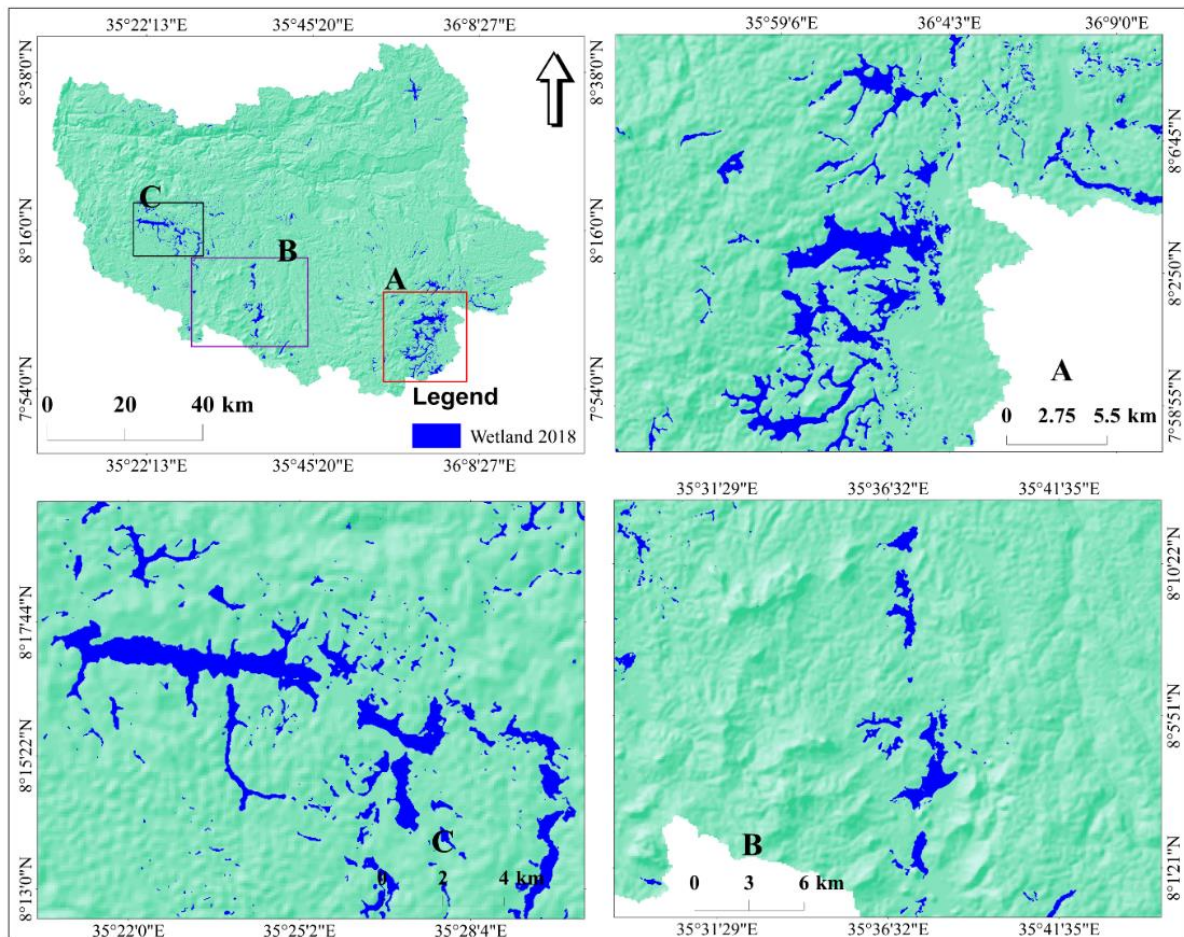 35°22'13"E 35°45'20"E 36°8'27"E
8°38'0"N 8°38'0"N
C
8°16'0"N 8°16'0"N
B
A
7°54'0"N 7°54'0"N
0 20 40 km
Legend
Wetland 2018
35°22'13"E 35°45'20"E 36°8'27"E
35°59'6"E 36°4'3"E 36°9'0"E
8°6'45"N
8°2'50"N
7°58'55"N
A
0 2.75 5.5 km
8°17'44"N
8°15'22"N
8°13'0"N
C
0 2 4 km
35°22'0"E 35°25'2"E 35°28'4"E
35°31'29"E 35°36'32"E 35°41'35"E
8°10'22"N
8°5'51"N
8°12'1"N
B
0 3 6 km
35°31'29"E 35°36'32"E 35°41'35"E